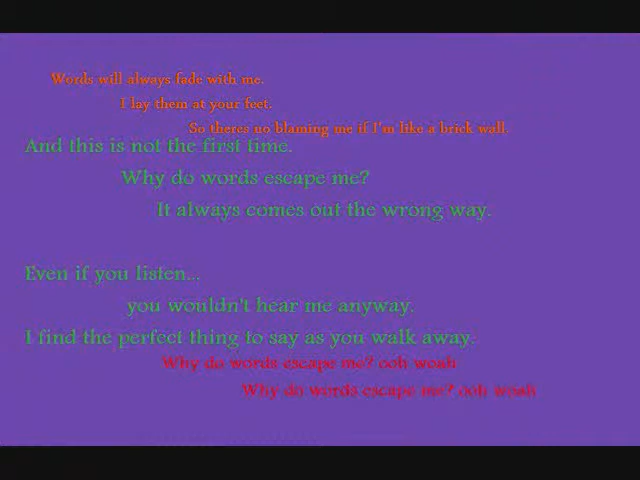 Words will always fade with me.
I lay them at your feet.
So theres no blaming me if I'm like a brick wall.
And this is not the first time.
Why do words escape me?
It always comes out the wrong way.
Even if you listen...
you wouldn't hear me anyway.
I find the perfect thing to say as you walk away.
Why do words escape me? ooh woah
Why do words escape me? ooh woah